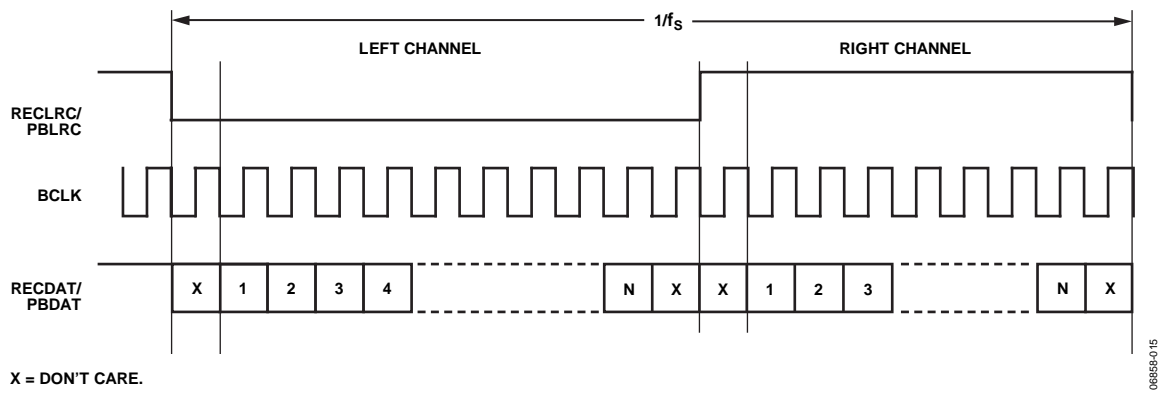 1/fS
LEFT CHANNEL RIGHT CHANNEL
RECLRC/
PBLRC
BCLK
RECDAT/
PBDAT
X 1 2 3 4 N X X 1 2 3 N X
X = DON'T CARE.
06858-015